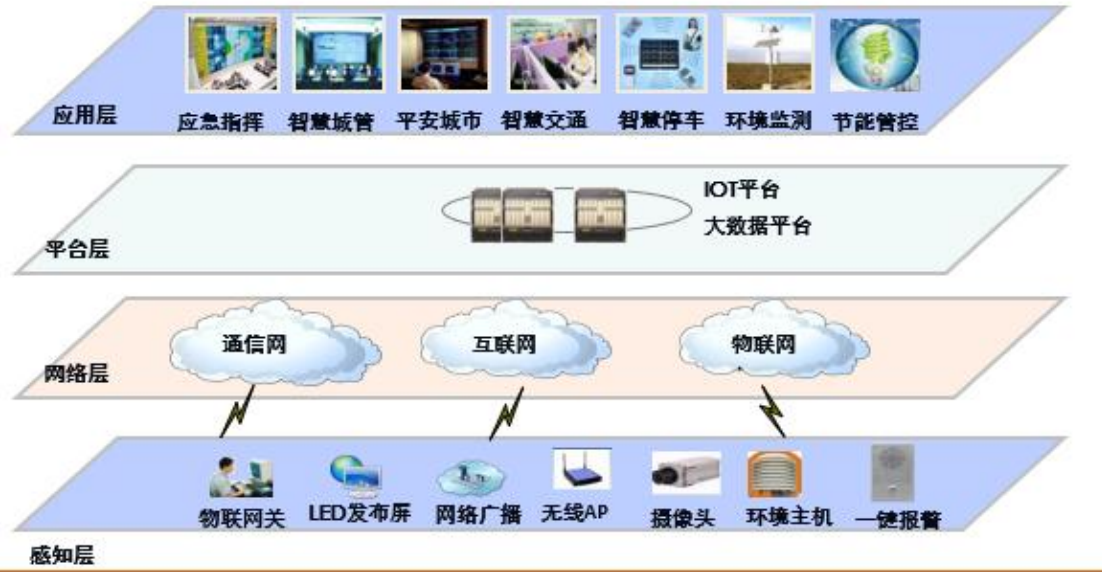 应用层
应急指挥 智慧城管 平安城市 智慧交通 智慧停车 环境监测 节能管控
IOT平台
大数据平台
平台层
通信网 互联网 物联网
网络层
物联网关 LED发布屏 网络广播 无线AP 摄像头 环境主机 一键报警
感知层